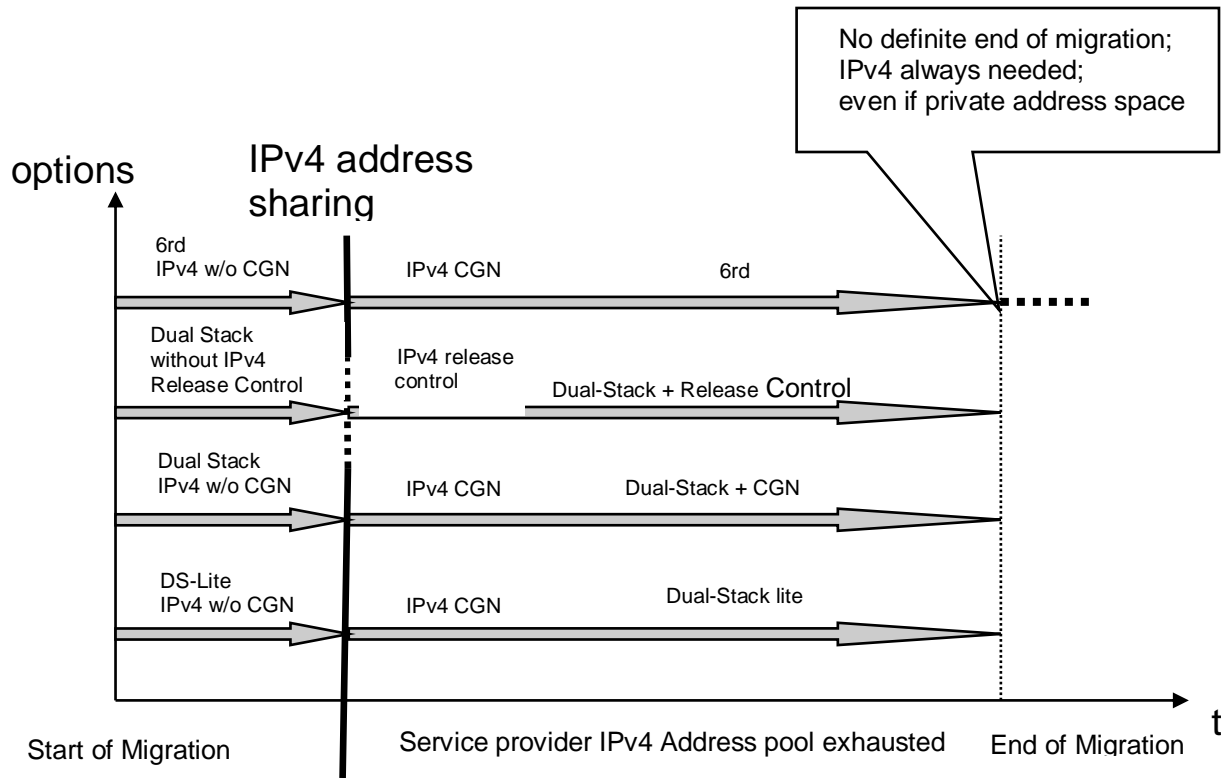 No definite end of migration;
IPv4 always needed;
even if private address space
options
IPv4 address
sharing
6rd
IPv4 w/o CGN
IPv4 CGN
6rd
Dual Stack
without IPv4
Release Control
IPv4 release
control
Dual-Stack + Release Control
Dual Stack
IPv4 w/o CGN
IPv4 CGN
Dual-Stack + CGN
DS-Lite
IPv4 w/o CGN
IPv4 CGN
Dual-Stack lite
t
Start of Migration
Service provider IPv4 Address pool exhausted
End of Migration